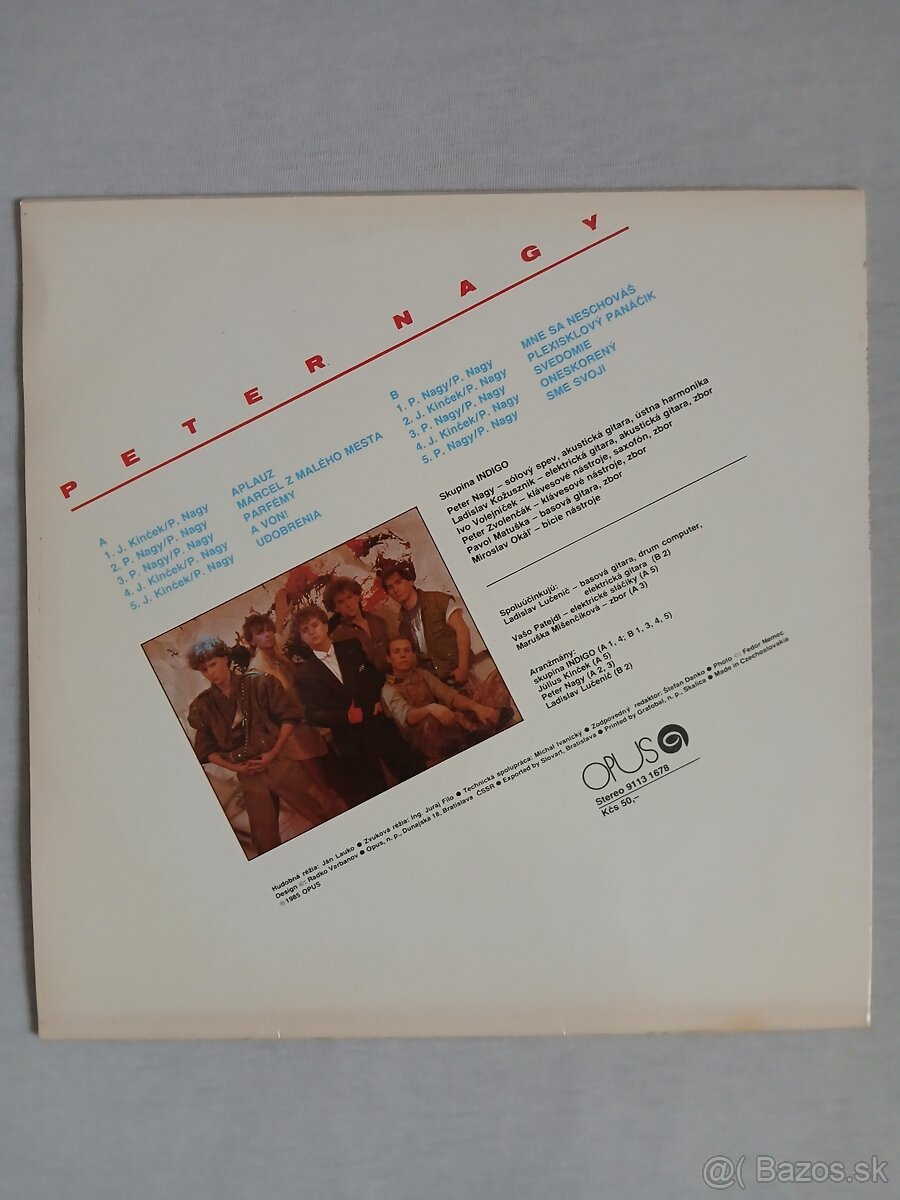 PETER NAGY
A
1. J. Kinček/P. Nagy APLAUZ
2. P. Nagy/P. Nagy MARCEL Z MALÉHO MESTA
3. P. Nagy/P. Nagy PARFÉMY
4. J. Kinček/P. Nagy A VON!
5. J. Kinček/P. Nagy UDOBRENIA
B
1. P. Nagy/P. Nagy MNE SA NESCHOVÁŠ
2. J. Kinček/P. Nagy PLEXISKLOVÝ PANÁČIK
3. P. Nagy/P. Nagy SVEDOMIE
4. J. Kinček/P. Nagy ONESKORENÝ
5. P. Nagy/P. Nagy SME SVOJI
Skupina INDIGO
Peter Nagy – sólový spev, akustická gitara, ústna harmonika
Ladislav Kožusznik – elektrická gitara, akustická gitara, zbor
Ivo Volejníček – klávesové nástroje, saxofón, zbor
Peter Zvolenčák – klávesové nástroje, zbor
Pavol Matuška – basová gitara, zbor
Miroslav Okáľ – bicie nástroje
Spoluúčinkujú:
Ladislav Lučenič – basová gitara, drum computer,
elektrická gitara (B 2)
Vašo Patejdl – elektrické sláčiky (A 5)
Maruška Mišenčíková – zbor (A 3)
Aranžmány:
skupina INDIGO (A 1, 4; B 1, 3, 4, 5)
Július Kinček (A 5)
Peter Nagy (A 2, 3)
Ladislav Lučenič (B 2)
Hudobná réžia: Ján Lauko ● Zvuková réžia: Ing. Juraj Filo ● Technická spolupráca: Michal Ivanický ● Zodpovedný redaktor: Štefan Danko ● Photo ©: Fedor Nemec
Design ©: Radko Varbanov ● Opus, n. p., Dunajská 18, Bratislava ČSSR ● Exported by Slovart, Bratislava ● Printed by Grafobal, n. p., Skalica ● Made in Czechoslovakia
℗ 1985 OPUS
OPUS
Stereo 9113 1678
Kčs 50,–
@( Bazos.sk